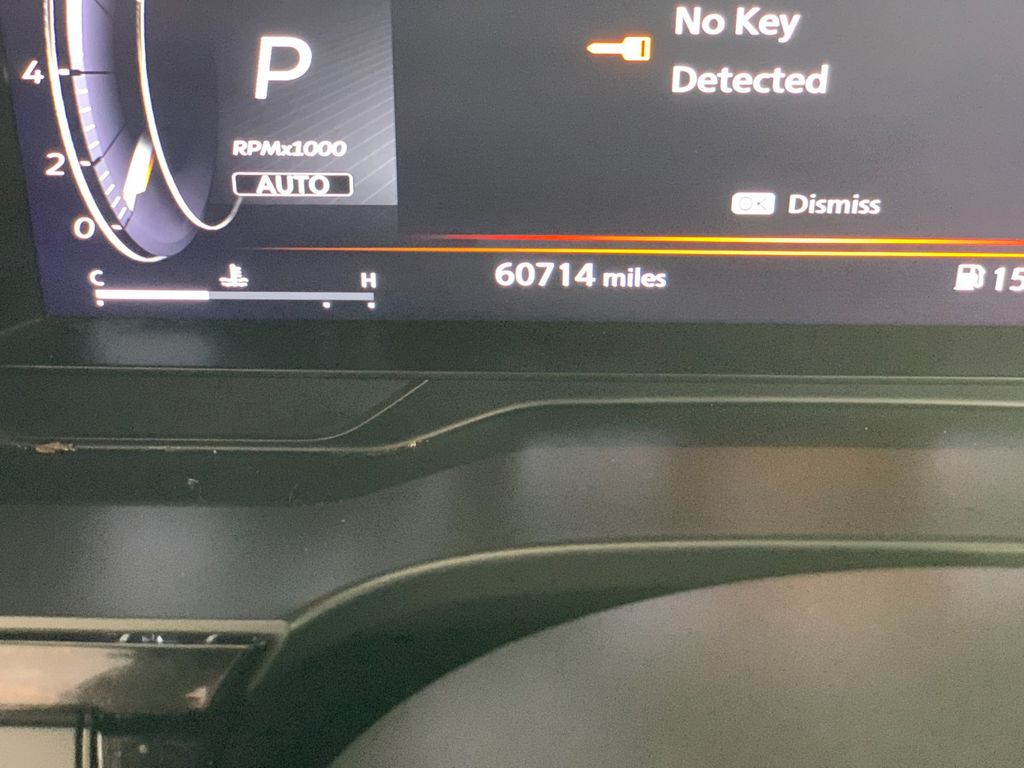 No Key
Detected
4
P
2
RPMx1000
AUTO
0
OK Dismiss
C
H
60714 miles
15